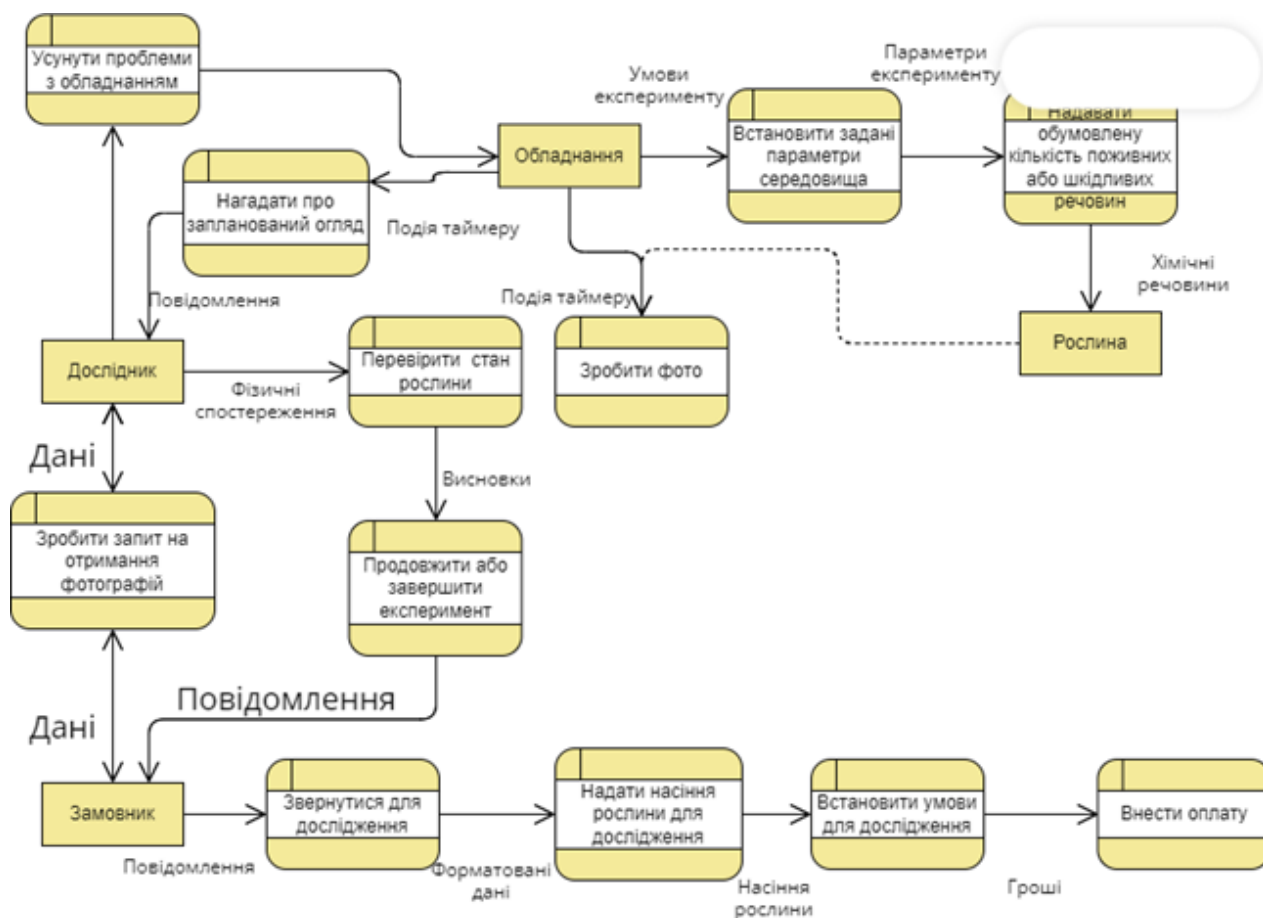 Усунути проблеми
з обладнанням
Умови
експерименту
Параметри
експерименту
Обладнання
Встановити задані
параметри
середовища
Надавати
обумовлену
кількість поживних
або шкідливих
речовин
Нагадати про
запланований огляд
Подія таймеру
Повідомлення
Подія таймеру
Хімічні
речовини
Дослідник
Фізичні
спостереження
Перевірити стан
рослини
Зробити фото
Рослина
Дані
Висновки
Зробити запит на
отримання
фотографій
Продовжити або
завершити
експеримент
Повідомлення
Дані
Замовник
Повідомлення
Звернутися для
дослідження
Форматовані
дані
Надати насіння
рослини для
дослідження
Насіння
рослини
Встановити умови
для дослідження
Гроші
Внести оплату